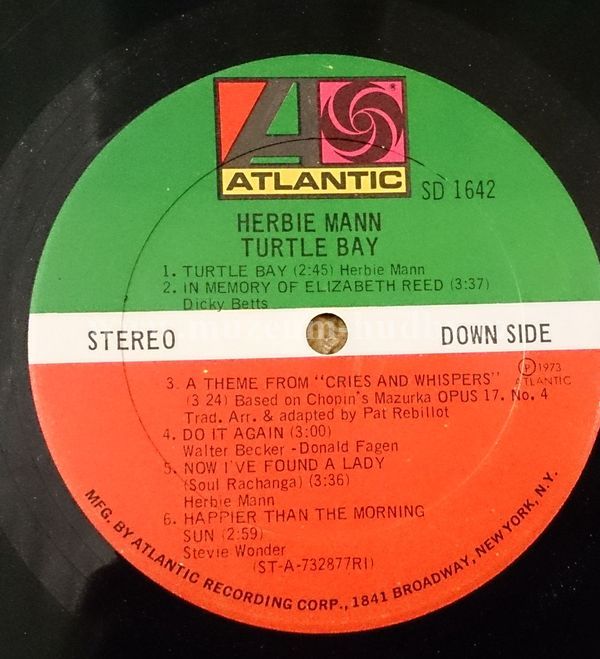 ATLANTIC
SD 1642
HERBIE MANN
TURTLE BAY
1. TURTLE BAY (2:45) Herbie Mann
2. IN MEMORY OF ELIZABETH REED (3:37)
Dicky Betts
STEREO
DOWN SIDE
3. A THEME FROM "CRIES AND WHISPERS"
(3 24) Based on Chopin's Mazurka OPUS 17. No. 4
Trad. Arr. & adapted by Pat Rebillot
Ⓟ1973
ATLANTIC
4. DO IT AGAIN (3:00)
Walter Becker - Donald Fagen
5. NOW I'VE FOUND A LADY
(Soul Rachanga) (3:36)
Herbie Mann
6. HAPPIER THAN THE MORNING
SUN (2:59)
Stevie Wonder
(ST-A-732877RI)
MFG. BY ATLANTIC RECORDING CORP., 1841 BROADWAY, NEW YORK, N.Y.